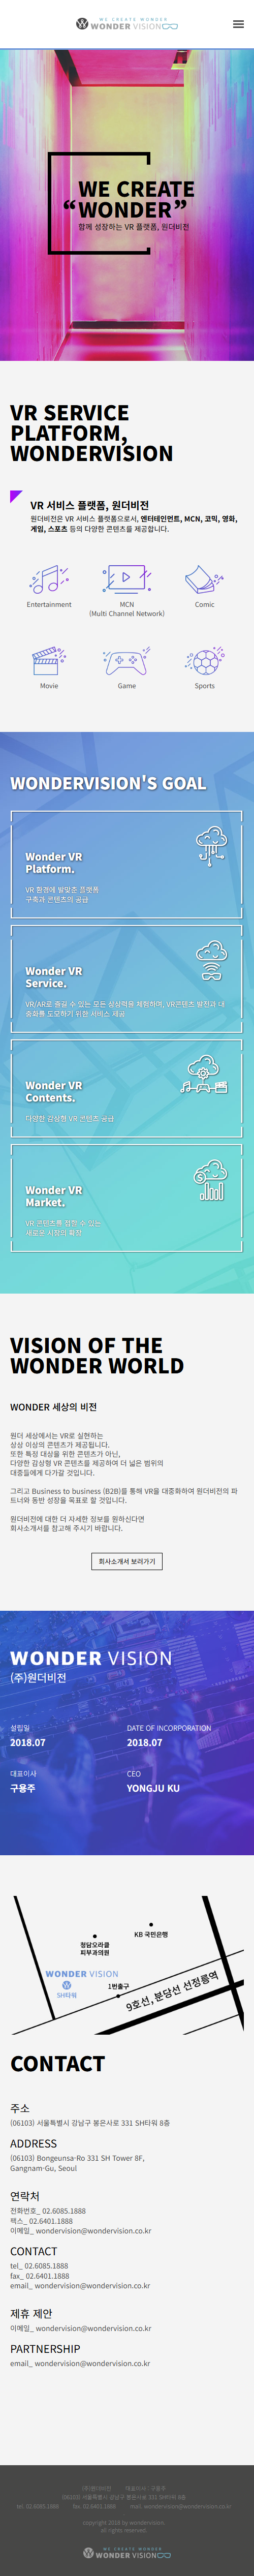 WE CREATE WONDER
WONDER VISION
“WE CREATE
WONDER”
함께 성장하는 VR 플랫폼, 원더비전
VR SERVICE
PLATFORM,
WONDERVISION
VR 서비스 플랫폼, 원더비전
원더비전은 VR 서비스 플랫폼으로서, 엔터테인먼트, MCN, 코믹, 영화,
게임, 스포츠 등의 다양한 콘텐츠를 제공합니다.
Entertainment
MCN
(Multi Channel Network)
Comic
Movie
Game
Sports
WONDERVISION'S GOAL
Wonder VR
Platform.
VR 환경에 발맞춘 플랫폼
구축과 콘텐츠의 공급
Wonder VR
Service.
VR/AR로 즐길 수 있는 모든 상상력을 체험하며, VR콘텐츠 발전과 대
중화를 도모하기 위한 서비스 제공
Wonder VR
Contents.
다양한 감상형 VR 콘텐츠 공급
Wonder VR
Market.
VR 콘텐츠를 접할 수 있는
새로운 시장의 확장
VISION OF THE
WONDER WORLD
WONDER 세상의 비전
원더 세상에서는 VR로 실현하는
상상 이상의 콘텐츠가 제공됩니다.
또한 특정 대상을 위한 콘텐츠가 아닌,
다양한 감상형 VR 콘텐츠를 제공하여 더 넓은 범위의
대중들에게 다가갈 것입니다.
그리고 Business to business (B2B)를 통해 VR을 대중화하여 원더비전의 파
트너와 동반 성장을 목표로 할 것입니다.
원더비전에 대한 더 자세한 정보를 원하신다면
회사소개서를 참고해 주시기 바랍니다.
회사소개서 보러가기
WONDER VISION
(주)원더비전
설립일
2018.07
DATE OF INCORPORATION
2018.07
대표이사
구용주
CEO
YONGJU KU
KB 국민은행
청담오라클
피부과의원
WONDER VISION
SH타워
1번출구
9호선, 분당선 선정릉역
CONTACT
주소
(06103) 서울특별시 강남구 봉은사로 331 SH타워 8층
ADDRESS
(06103) Bongeunsa-Ro 331 SH Tower 8F,
Gangnam-Gu, Seoul
연락처
전화번호_ 02.6085.1888
팩스_ 02.6401.1888
이메일_ wondervision@wondervision.co.kr
CONTACT
tel_ 02.6085.1888
fax_ 02.6401.1888
email_ wondervision@wondervision.co.kr
제휴 제안
이메일_ wondervision@wondervision.co.kr
PARTNERSHIP
email_ wondervision@wondervision.co.kr
(주)원더비전 대표이사 : 구용주
(06103) 서울특별시 강남구 봉은사로 331 SH타워 8층
tel. 02.6085.1888 fax. 02.6401.1888 mail. wondervision@wondervision.co.kr
copyright 2018 by wondervision.
all rights reserved.
WE CREATE WONDER
WONDER VISION